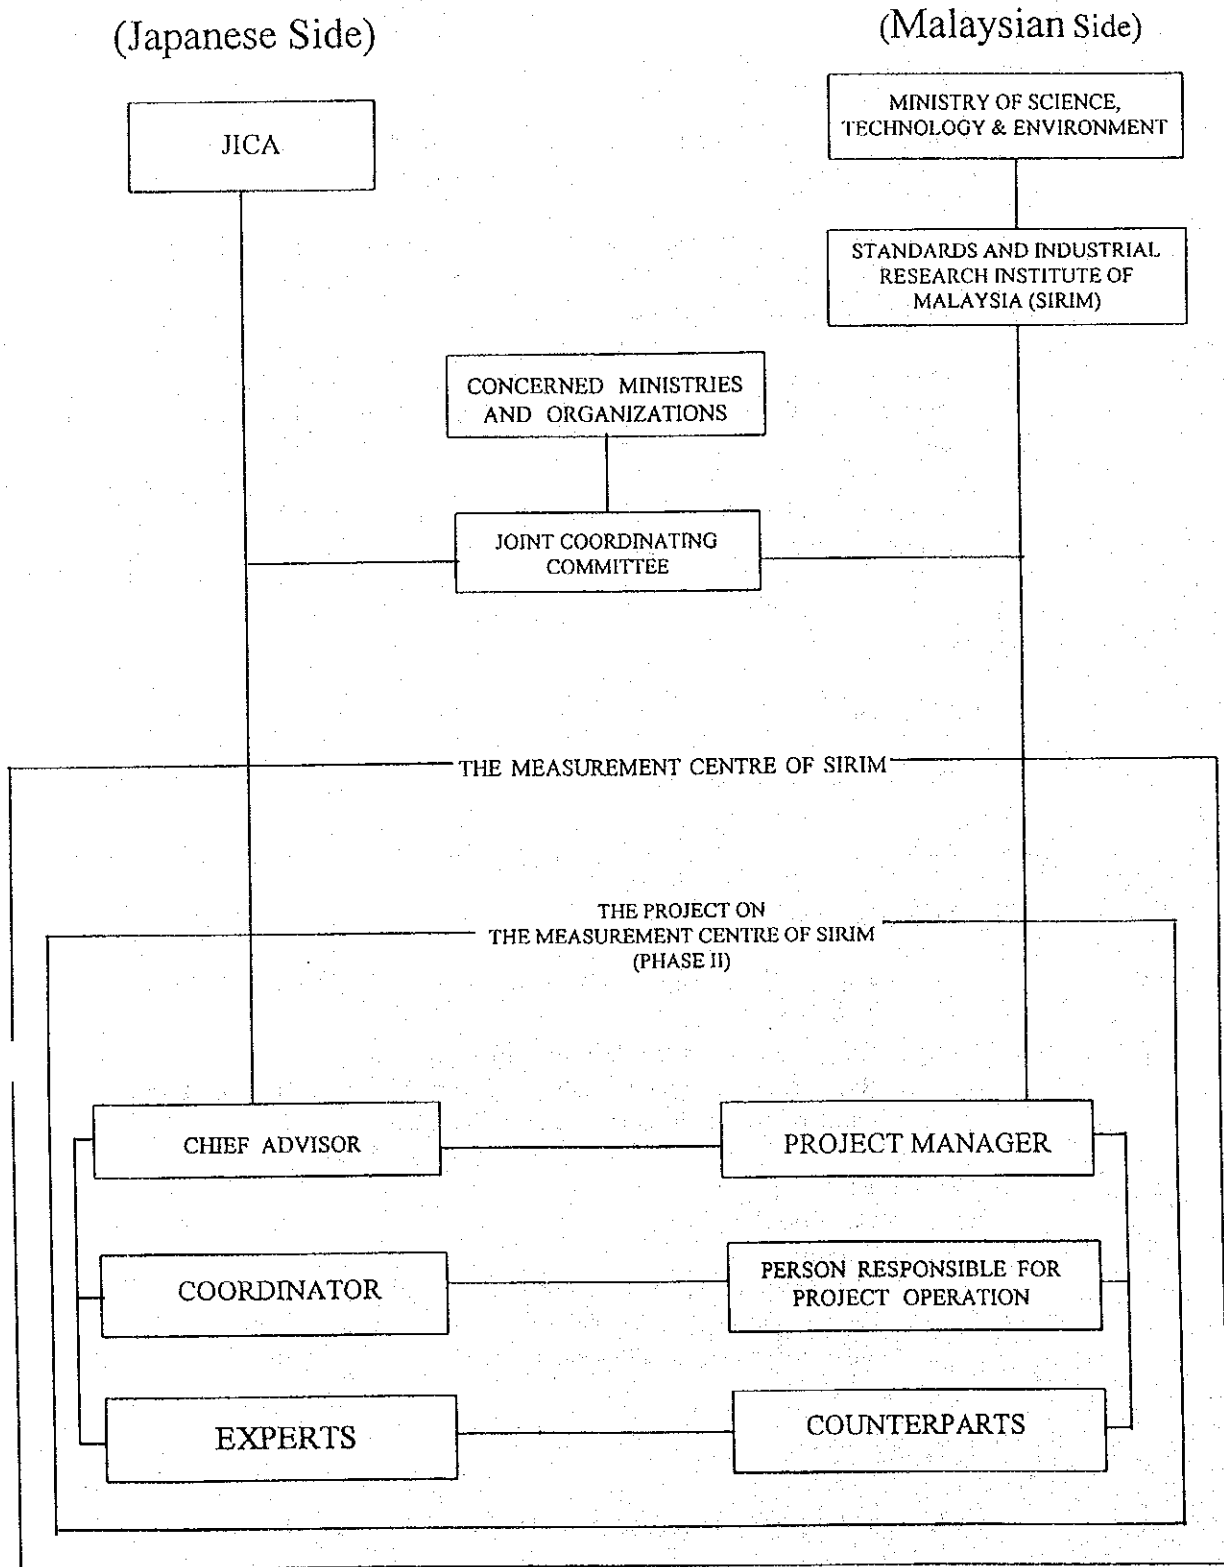 (Japanese Side)
(Malaysian Side)
JICA
MINISTRY OF SCIENCE,
TECHNOLOGY & ENVIRONMENT
STANDARDS AND INDUSTRIAL
RESEARCH INSTITUTE OF
MALAYSIA (SIRIM)
CONCERNED MINISTRIES
AND ORGANIZATIONS
JOINT COORDINATING
COMMITTEE
THE MEASUREMENT CENTRE OF SIRIM
THE PROJECT ON
THE MEASUREMENT CENTRE OF SIRIM
(PHASE II)
CHIEF ADVISOR
PROJECT MANAGER
COORDINATOR
PERSON RESPONSIBLE FOR
PROJECT OPERATION
EXPERTS
COUNTERPARTS